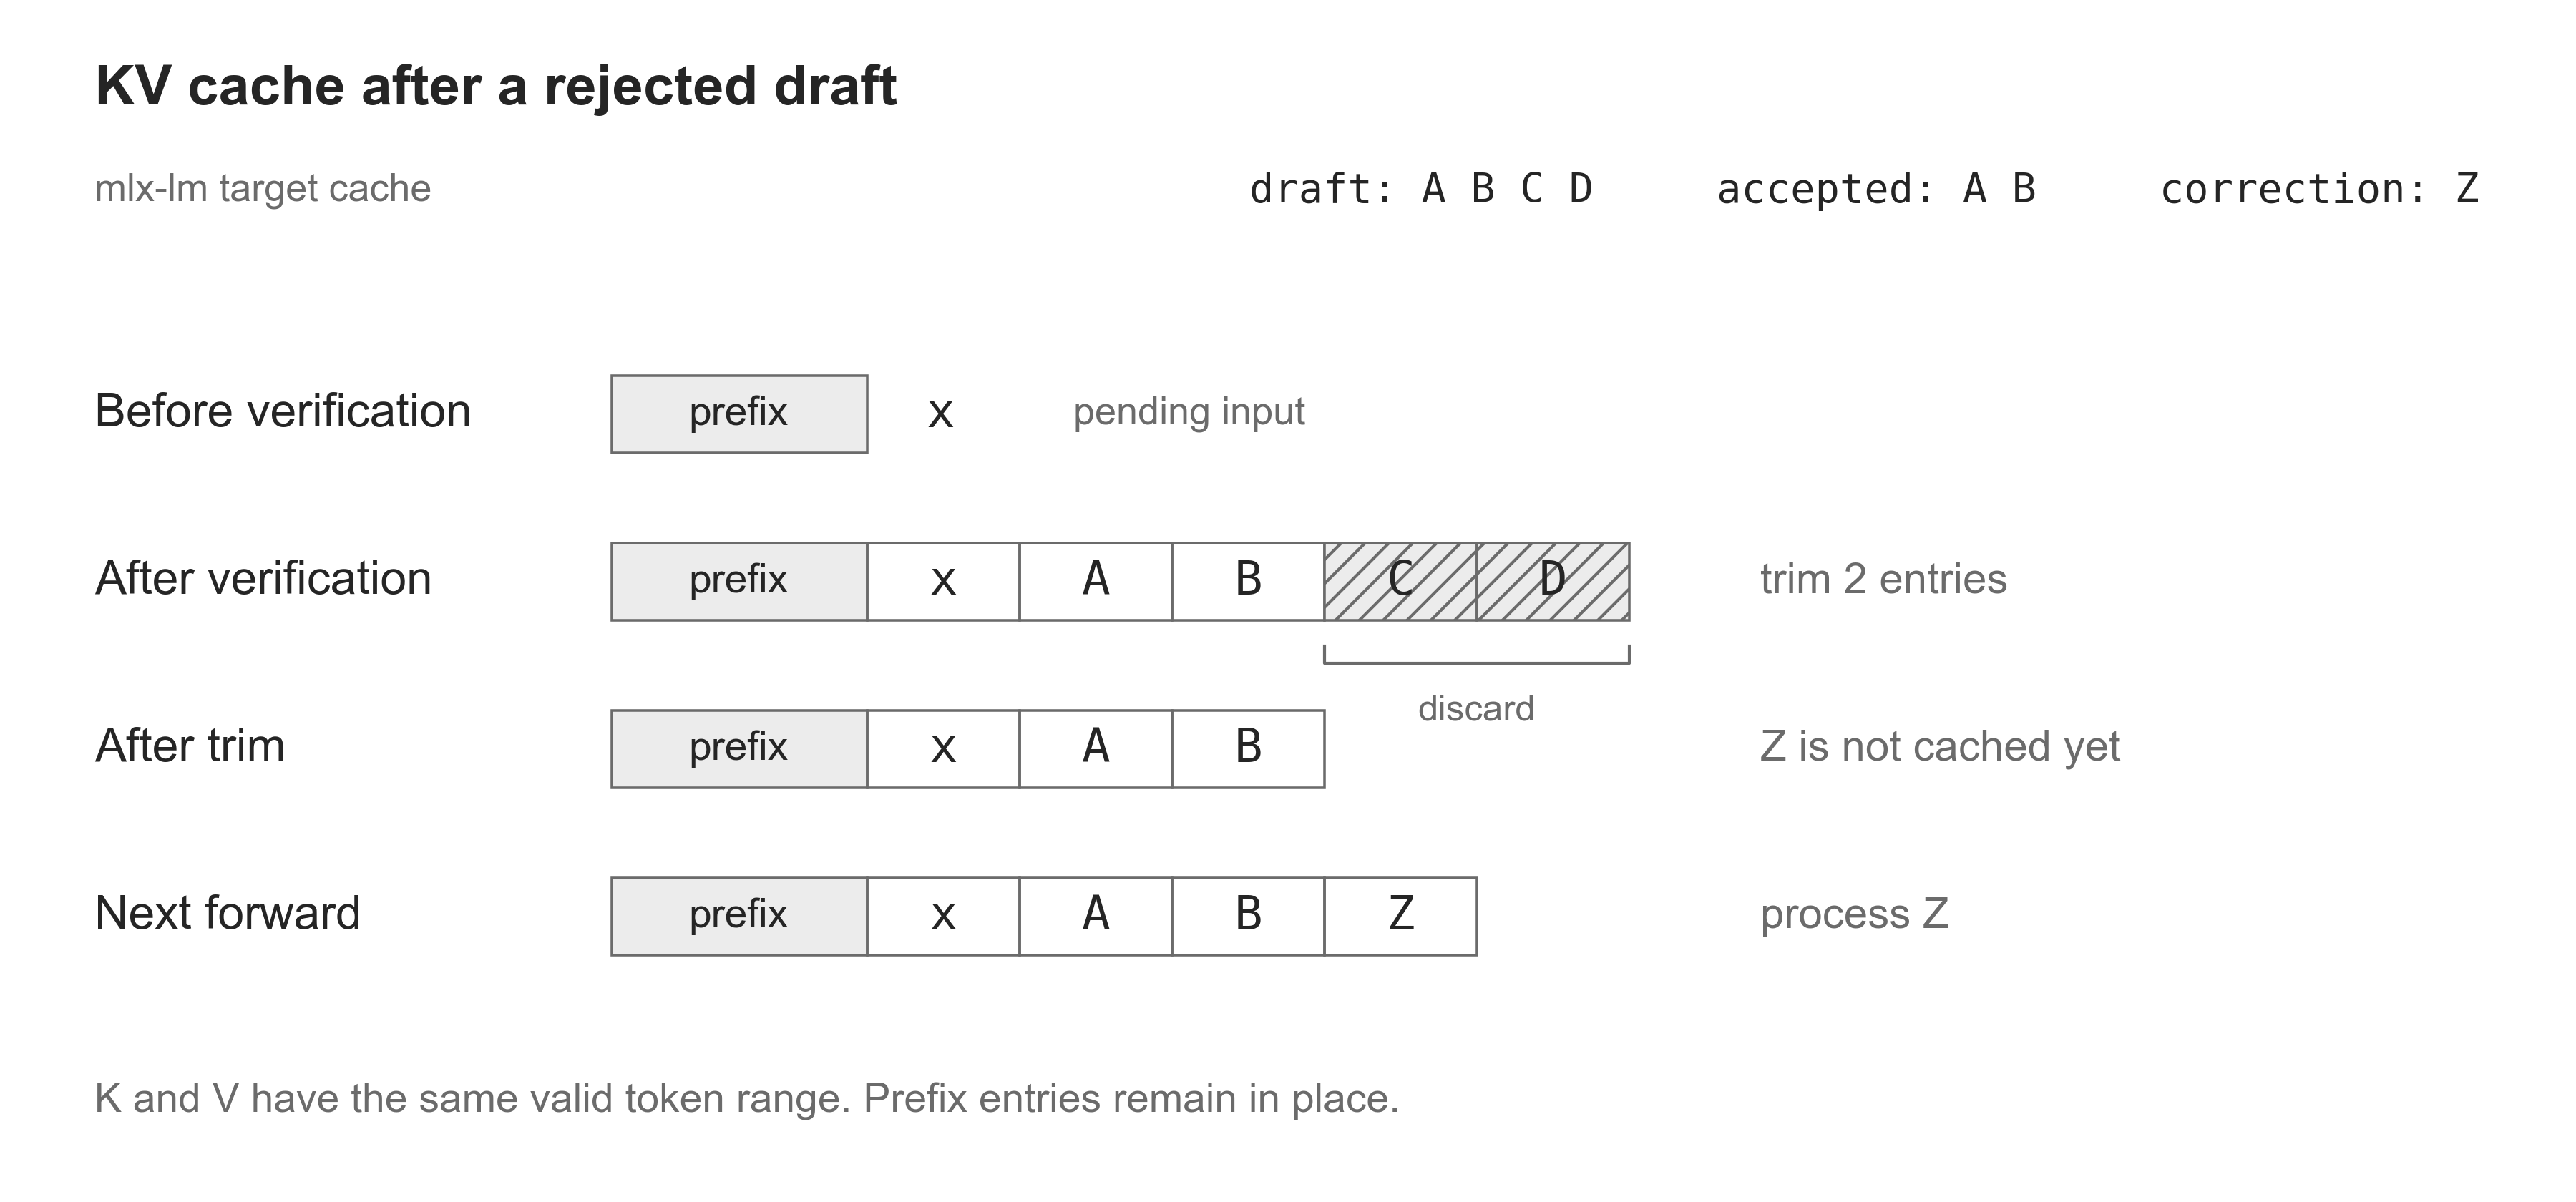 KV cache after a rejected draft
mlx-lm target cache draft: A B C D accepted: A B correction: Z
Before verification prefix x pending input
After verification prefix x A B C D trim 2 entries
discard
After trim prefix x A B Z is not cached yet
Next forward prefix x A B Z process Z
K and V have the same valid token range. Prefix entries remain in place.